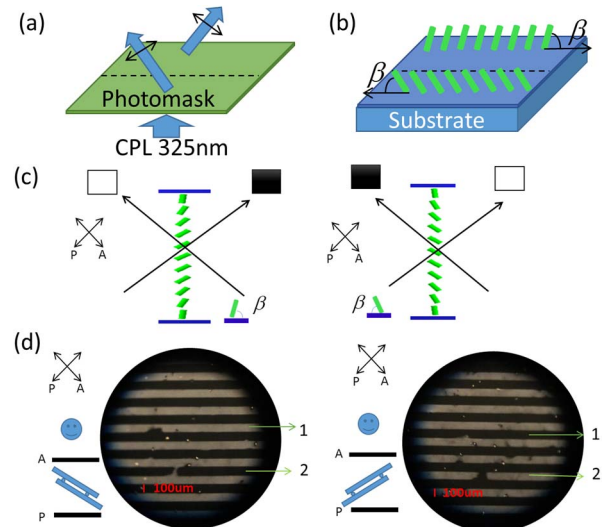 (a)
Photomask
CPL 325nm
(b)
β
β
Substrate
(c)
P A
β
P A
β
(d)
P A
A
P
1
2
100um
P A
A
P
1
2
100um